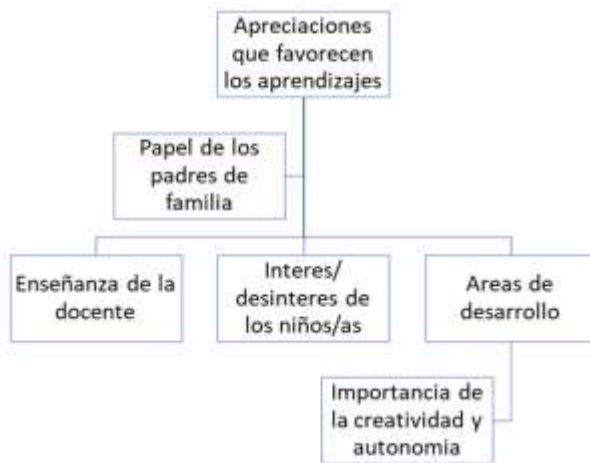 Apreciaciones
que favorecen
los aprendizajes
Papel de los
padres de
familia
Enseñanza de la
docente
Interes/
desinteres de
los niños/as
Areas de
desarrollo
Importancia de
la creatividad y
autonomia